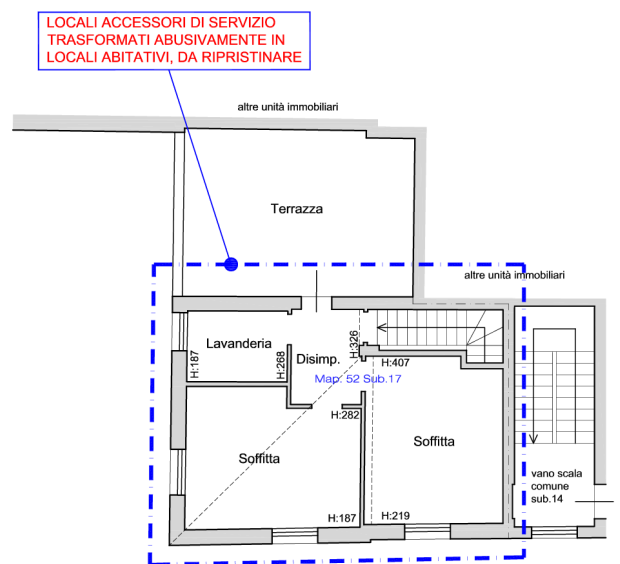 LOCALI ACCESSORI DI SERVIZIO
TRASFORMATI ABUSIVAMENTE IN
LOCALI ABITATIVI, DA RIPRISTINARE
altre unità immobiliari
Terrazza
altre unità immobiliari
Lavanderia
H:187
H:268
Disimp.
H:326
H:407
Map. 52 Sub.17
H:282
Soffitta
Soffitta
H:187
H:219
vano scala
comune
sub.14